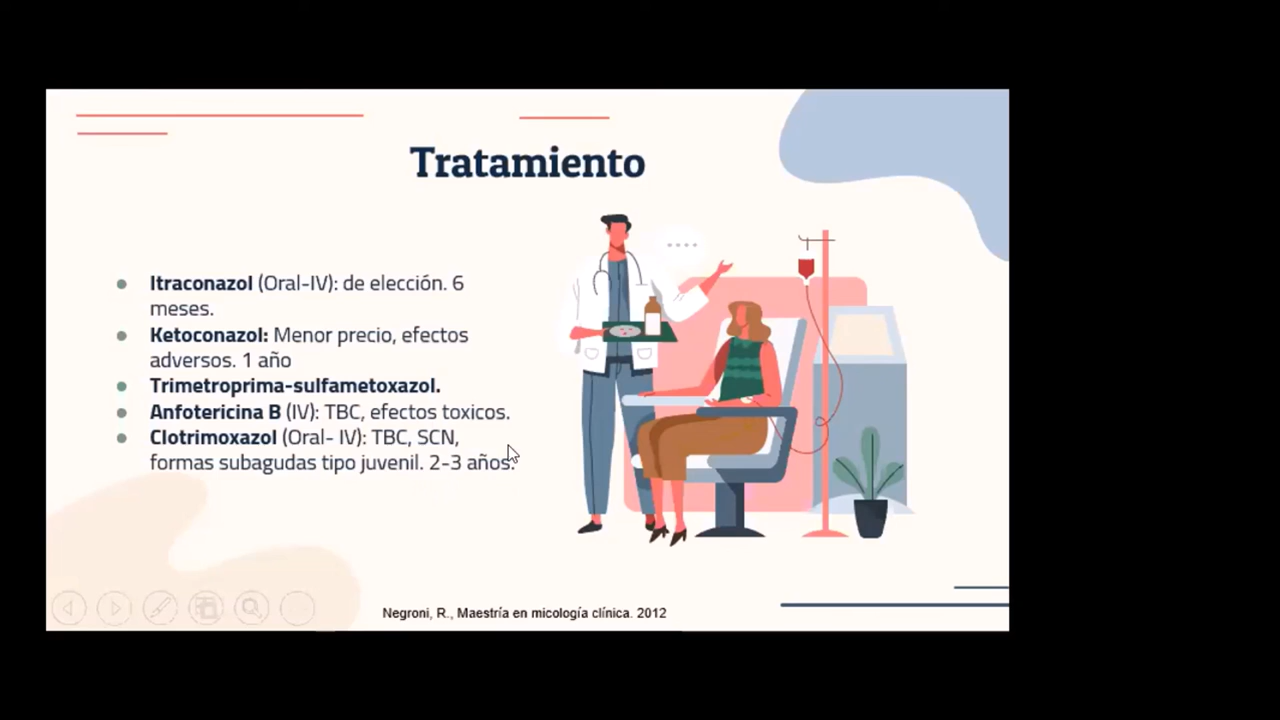 Tratamiento
Itraconazol (Oral-IV): de elección. 6
meses.
Ketoconazol: Menor precio, efectos
adversos. 1 año
Trimetroprima-sulfametoxazol.
Anfotericina B (IV): TBC, efectos toxicos.
Clotrimoxazol (Oral- IV): TBC, SCN,
formas subagudas tipo juvenil. 2-3 años.
Negroni, R., Maestría en micología clínica. 2012